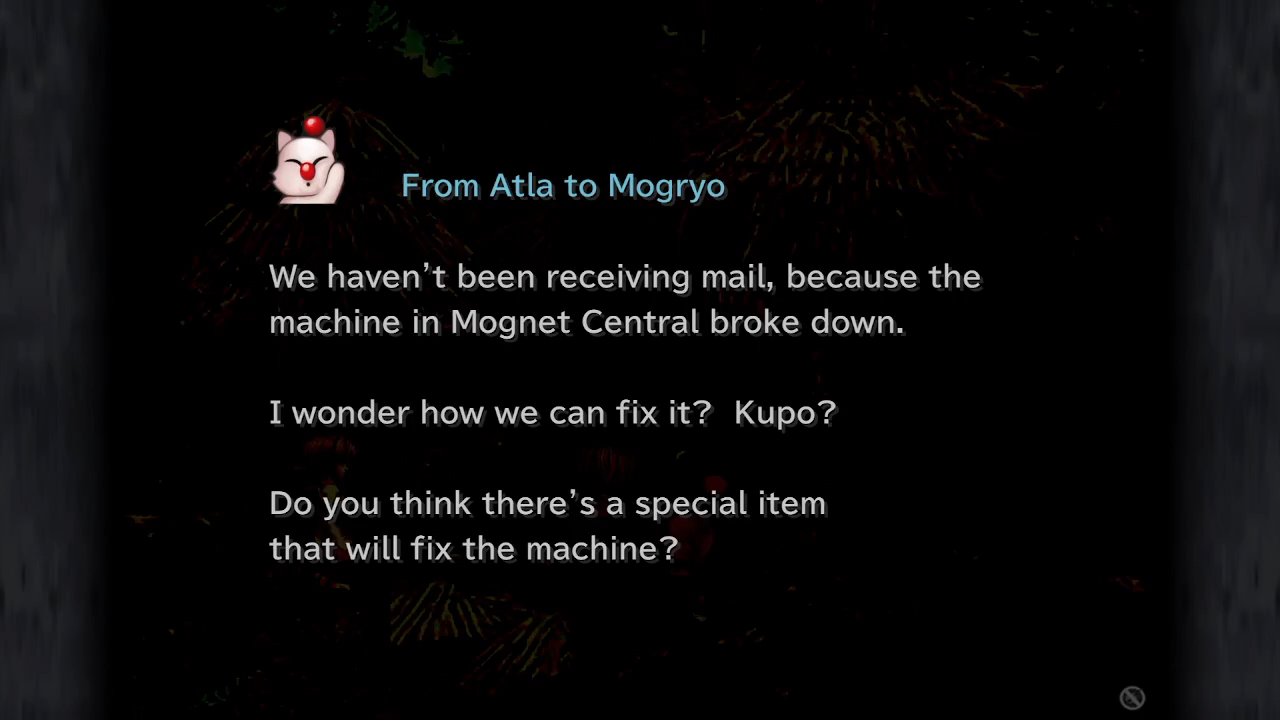 From Atla to Mogryo
We haven't been receiving mail, because the
machine in Mognet Central broke down.
I wonder how we can fix it?  Kupo?
Do you think there's a special item
that will fix the machine?